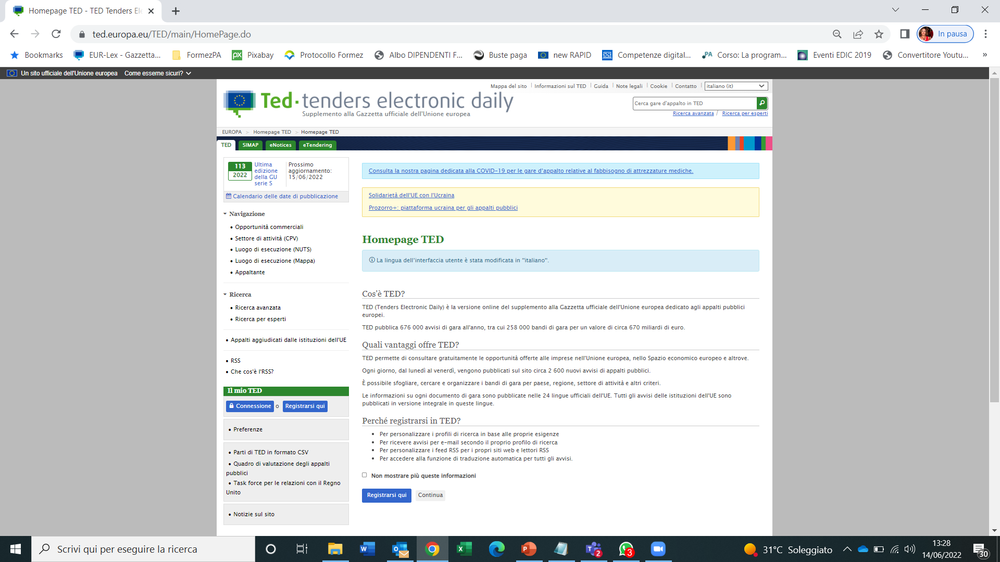 Homepage TED - TED Tenders Ele
ted.europa.eu/TED/main/HomePage.do
In pausa
Bookmarks
EUR-Lex - Gazzetta...
FormezPA
Pixabay
Protocollo Formez
Albo DIPENDENTI F...
Buste paga
new RAPID
Competenze digital...
Corso: La program...
Eventi EDIC 2019
Convertitore Youtu...
»
Un sito ufficiale dell'Unione europea
Come esserne sicuri?
Mappa del sito
Informazioni sul TED
Guida
Note legali
Cookie
Contatto
italiano (it)
Ted · tenders electronic daily
Supplemento alla Gazzetta ufficiale dell'Unione europea
Cerca gare d'appalto in TED
Ricerca avanzata / Ricerca per esperti
EUROPA > Homepage TED > Homepage TED
TED
SIMAP
eNotices
eTendering
113
2022
Ultima
edizione
della GU
serie S
Prossimo
aggiornamento:
15/06/2022
Calendario delle date di pubblicazione
Navigazione
• Opportunità commerciali
• Settore di attività (CPV)
• Luogo di esecuzione (NUTS)
• Luogo di esecuzione (Mappa)
• Appaltante
Ricerca
• Ricerca avanzata
• Ricerca per esperti
• Appalti aggiudicati dalle istituzioni dell'UE
• RSS
• Che cos'è l'RSS?
Il mio TED
Connessione o Registrarsi qui
• Preferenze
• Parti di TED in formato CSV
• Quadro di valutazione degli appalti
pubblici
• Task force per le relazioni con il Regno
Unito
• Notizie sul sito
Consulta la nostra pagina dedicata alla COVID-19 per le gare d'appalto relative al fabbisogno di attrezzature mediche.
Solidarietà dell'UE con l'Ucraina
Prozorro+: piattaforma ucraina per gli appalti pubblici
Homepage TED
La lingua dell'interfaccia utente è stata modificata in "italiano".
Cos'è TED?
TED (Tenders Electronic Daily) è la versione online del supplemento alla Gazzetta ufficiale dell'Unione europea dedicato agli appalti pubblici
europei.
TED pubblica 676 000 avvisi di gara all'anno, tra cui 258 000 bandi di gara per un valore di circa 670 miliardi di euro.
Quali vantaggi offre TED?
TED permette di consultare gratuitamente le opportunità offerte alle imprese nell'Unione europea, nello Spazio economico europeo e altrove.
Ogni giorno, dal lunedì al venerdì, vengono pubblicati sul sito circa 2 600 nuovi avvisi di appalti pubblici.
È possibile sfogliare, cercare e organizzare i bandi di gara per paese, regione, settore di attività e altri criteri.
Le informazioni su ogni documento di gara sono pubblicate nelle 24 lingue ufficiali dell'UE. Tutti gli avvisi delle istituzioni dell'UE sono
pubblicati in versione integrale in queste lingue.
Perché registrarsi in TED?
• Per personalizzare i profili di ricerca in base alle proprie esigenze
• Per ricevere avvisi per e-mail secondo il proprio profilo di ricerca
• Per personalizzare i feed RSS per i propri siti web e lettori RSS
• Per accedere alla funzione di traduzione automatica per tutti gli avvisi.
Non mostrare più queste informazioni
Registrarsi qui
Continua
Scrivi qui per eseguire la ricerca
2
3
31°C Soleggiato
13:28
14/06/2022
30